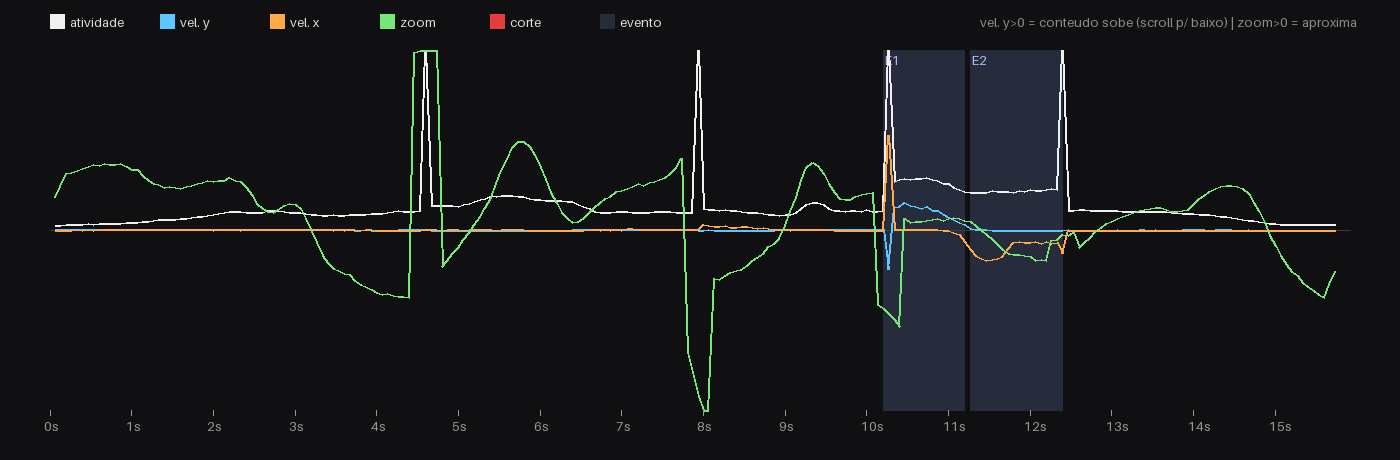 atividade vel. y vel. x zoom corte evento vel. y>0 = conteudo sobe (scroll p/ baixo) | zoom>0 = aproxima
E1 E2
0s 1s 2s 3s 4s 5s 6s 7s 8s 9s 10s 11s 12s 13s 14s 15s